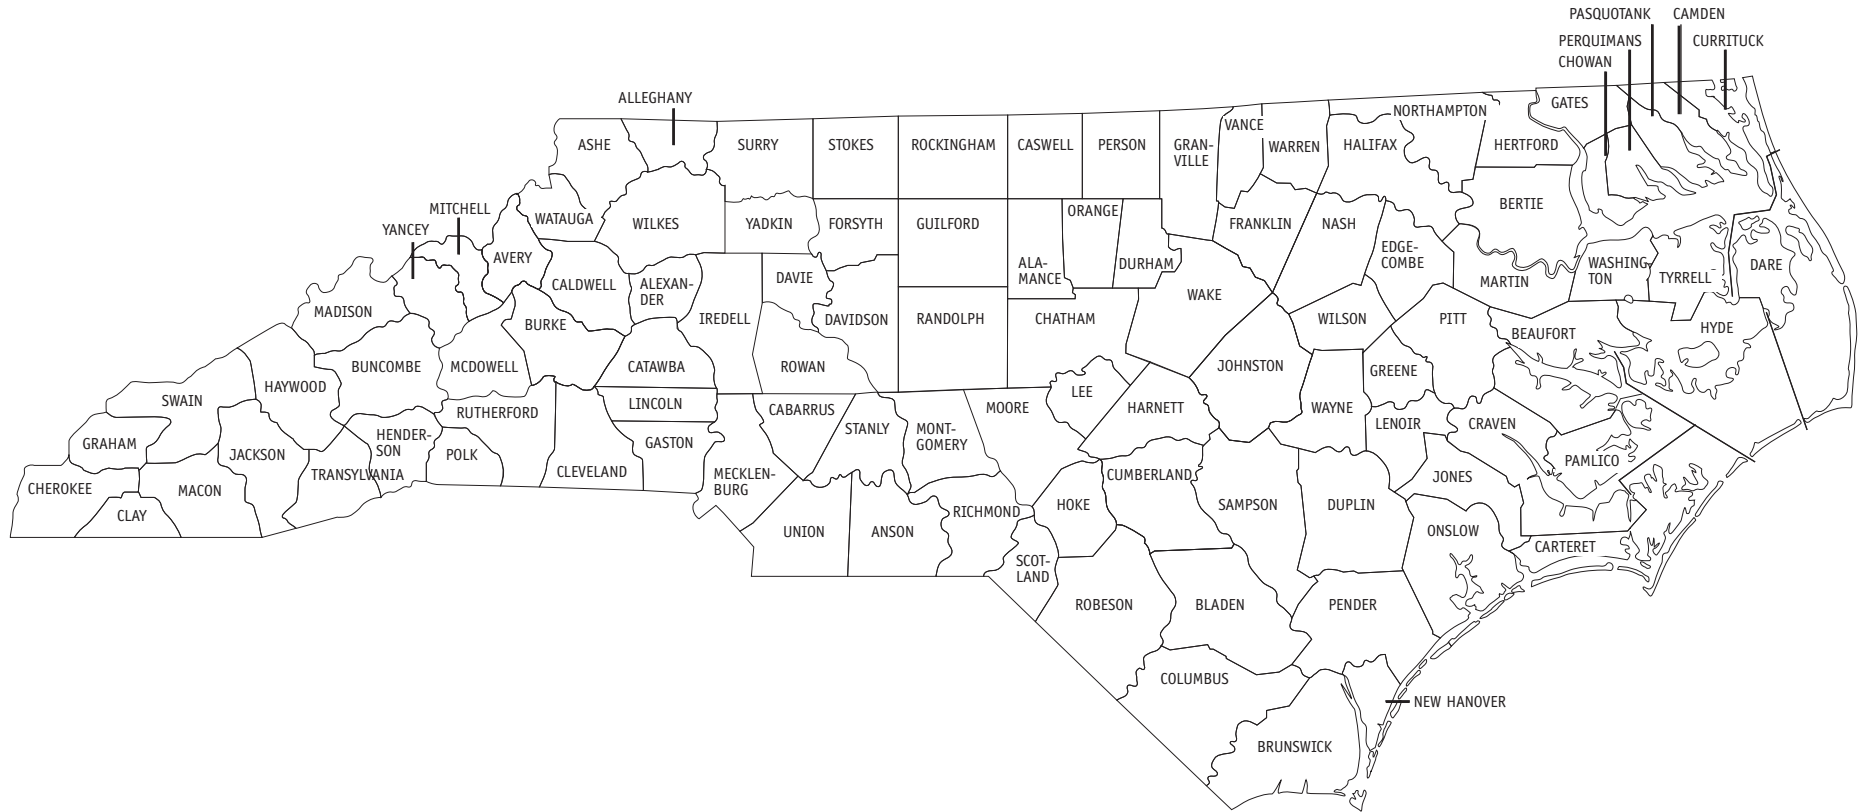 PASQUOTANK
CAMDEN
PERQUIMANS
CURRITUCK
CHOWAN
ALLEGHANY
GATES
NORTHAMPTON
VANCE
ASHE
SURRY
STOKES
ROCKINGHAM
CASWELL
PERSON
GRAN-
VILLE
WARREN
HALIFAX
HERTFORD
MITCHELL
YANCEY
WATAUGA
WILKES
YADKIN
FORSYTH
GUILFORD
ORANGE
FRANKLIN
NASH
BERTIE
AVERY
ALA-
MANCE
DURHAM
EDGE-
COMBE
CALDWELL
ALEXAN-
DER
DAVIE
WAKE
MARTIN
WASHING-
TON
TYRRELL
DARE
MADISON
BURKE
IREDELL
DAVIDSON
RANDOLPH
CHATHAM
WILSON
PITT
BEAUFORT
HYDE
BUNCOMBE
MCDOWELL
CATAWBA
ROWAN
JOHNSTON
GREENE
HAYWOOD
SWAIN
RUTHERFORD
LINCOLN
CABARRUS
MOORE
LEE
HARNETT
WAYNE
GRAHAM
JACKSON
HENDER-
SON
POLK
GASTON
STANLY
MONT-
GOMERY
LENOIR
CRAVEN
CHEROKEE
MACON
TRANSYLVANIA
CLEVELAND
MECKLEN-
BURG
CUMBERLAND
JONES
PAMLICO
CLAY
UNION
ANSON
RICHMOND
HOKE
SAMPSON
DUPLIN
ONSLOW
CARTERET
SCOT-
LAND
ROBESON
BLADEN
PENDER
COLUMBUS
NEW HANOVER
BRUNSWICK